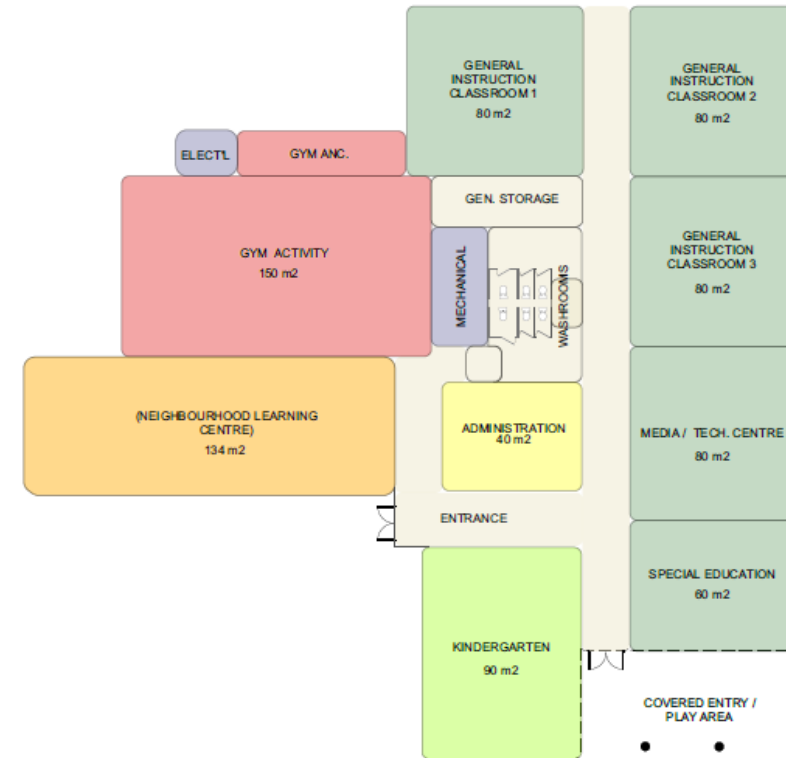 GENERAL
INSTRUCTION
CLASSROOM 1
80 m2
GENERAL
INSTRUCTION
CLASSROOM 2
80 m2
ELECT'L
GYM ANC.
GEN. STORAGE
GYM ACTIVITY
150 m2
MECHANICAL
WASHROOMS
GENERAL
INSTRUCTION
CLASSROOM 3
80 m2
(NEIGHBOURHOOD LEARNING
CENTRE)
134 m2
ADMINISTRATION
40 m2
MEDIA / TECH. CENTRE
80 m2
ENTRANCE
SPECIAL EDUCATION
60 m2
KINDERGARTEN
90 m2
COVERED ENTRY /
PLAY AREA